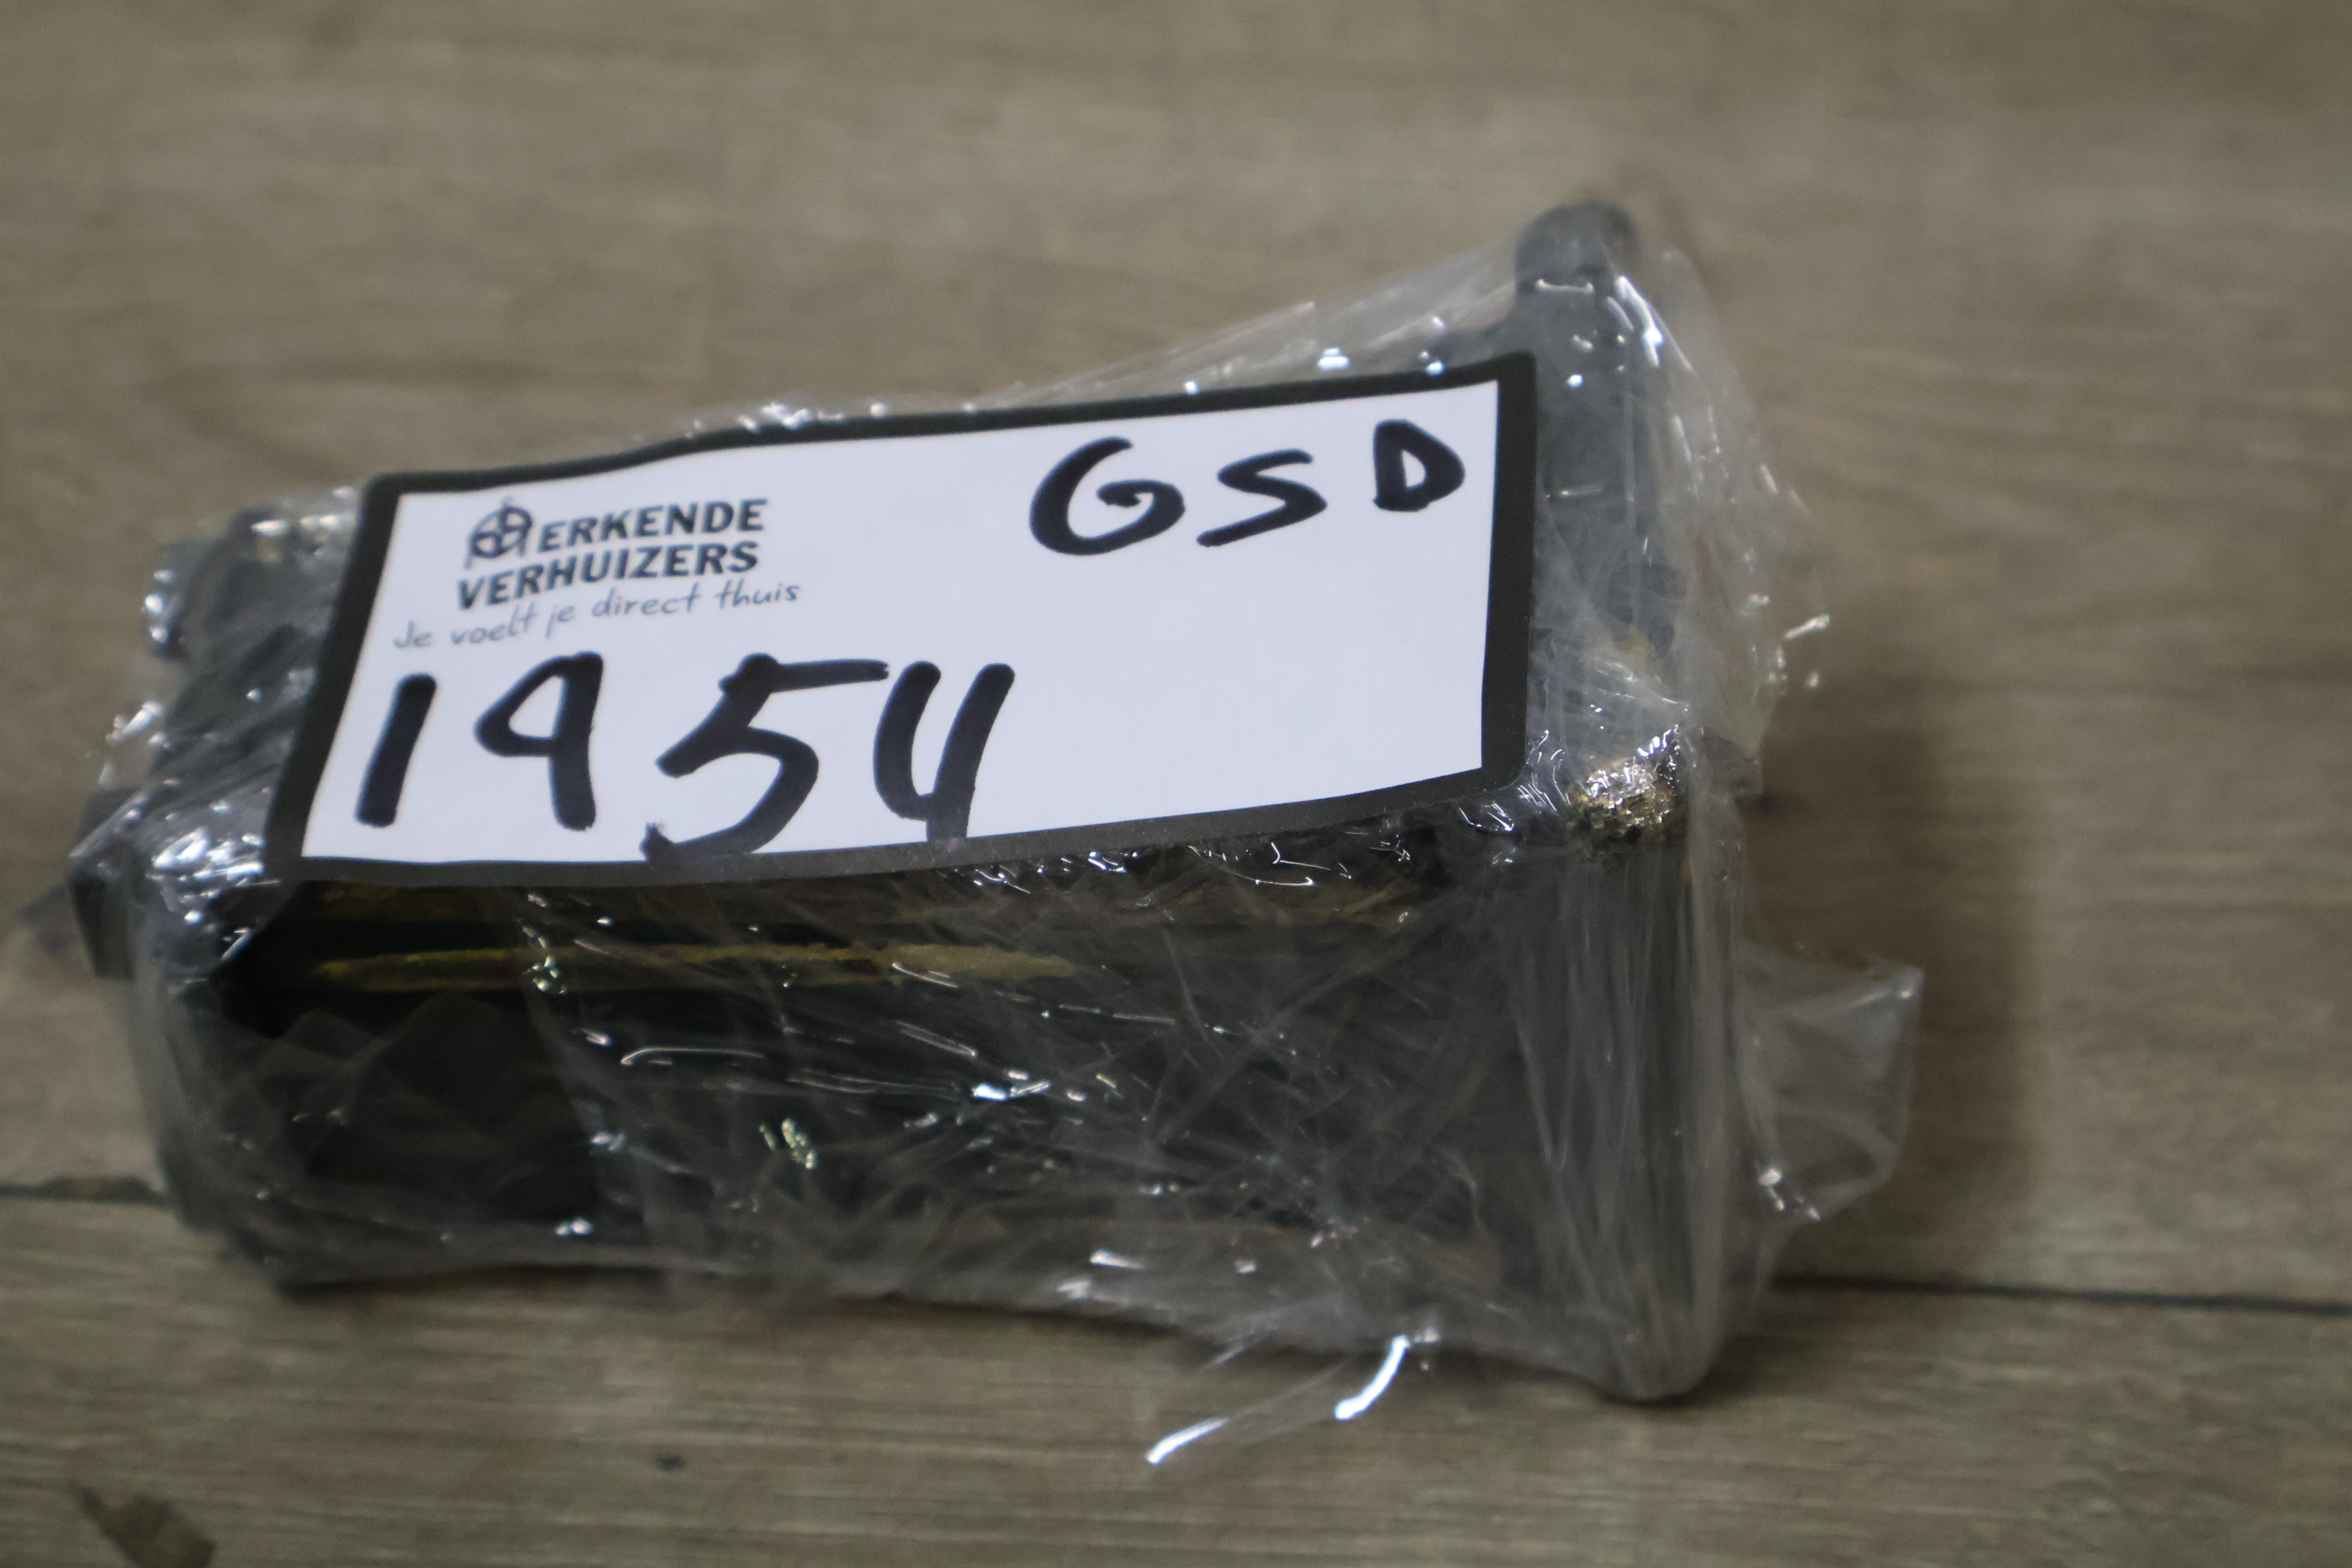 GSD
ERKENDE
VERHUIZERS
Je voelt je direct thuis
1954